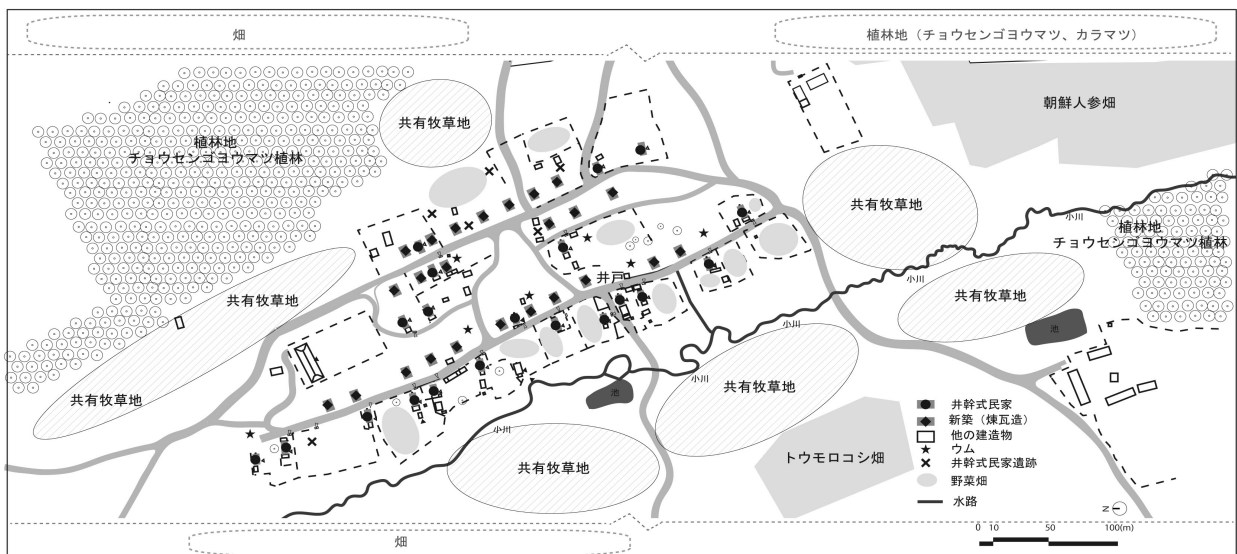 畑
植林地（チョウセンゴヨウマツ、カラマツ）
朝鮮人参畑
共有牧草地
植林地
チョウセンゴヨウマツ植林
共有牧草地
小川
植林地
チョウセンゴヨウマツ植林
井戸
共有牧草地
小川
共有牧草地
池
小川
小川
共有牧草地
共有牧草地
池
小川
共有牧草地
トウモロコシ畑
井幹式民家
新築（煉瓦造）
他の建造物
ウム
井幹式民家遺跡
野菜畑
水路
N
0 10 50 100(m)
畑